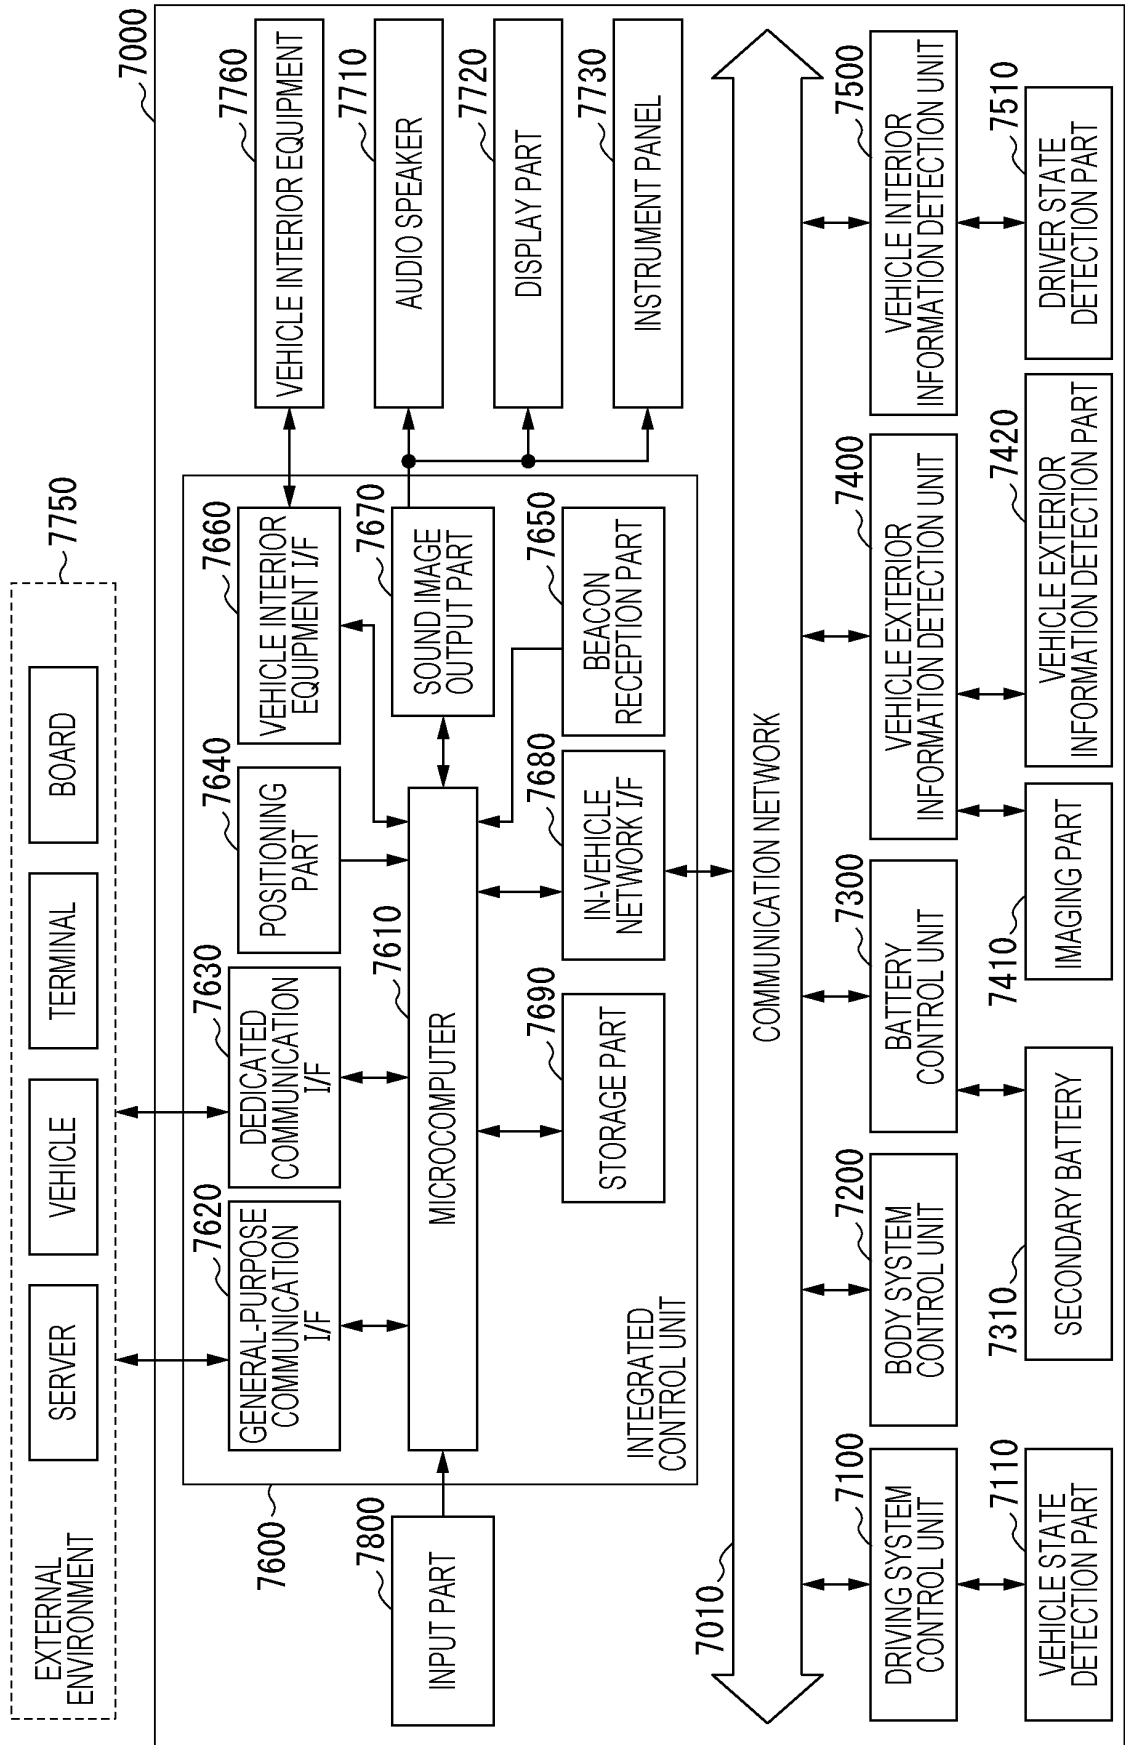 7000
EXTERNAL
ENVIRONMENT
7750
SERVER
VEHICLE
TERMINAL
BOARD
7600
7620
GENERAL-PURPOSE
COMMUNICATION
I/F
7630
DEDICATED
COMMUNICATION
I/F
7640
POSITIONING
PART
7660
VEHICLE INTERIOR
EQUIPMENT I/F
7760
VEHICLE INTERIOR EQUIPMENT
7800
INPUT PART
7610
MICROCOMPUTER
7670
SOUND IMAGE
OUTPUT PART
7710
AUDIO SPEAKER
7720
DISPLAY PART
7730
INSTRUMENT PANEL
7690
STORAGE PART
7680
IN-VEHICLE
NETWORK I/F
7650
BEACON
RECEPTION PART
INTEGRATED
CONTROL UNIT
7010
COMMUNICATION NETWORK
7100
DRIVING SYSTEM
CONTROL UNIT
7200
BODY SYSTEM
CONTROL UNIT
7300
BATTERY
CONTROL UNIT
7400
VEHICLE EXTERIOR
INFORMATION DETECTION UNIT
7500
VEHICLE INTERIOR
INFORMATION DETECTION UNIT
7110
VEHICLE STATE
DETECTION PART
7310
SECONDARY BATTERY
7410
IMAGING PART
7420
VEHICLE EXTERIOR
INFORMATION DETECTION PART
7510
DRIVER STATE
DETECTION PART